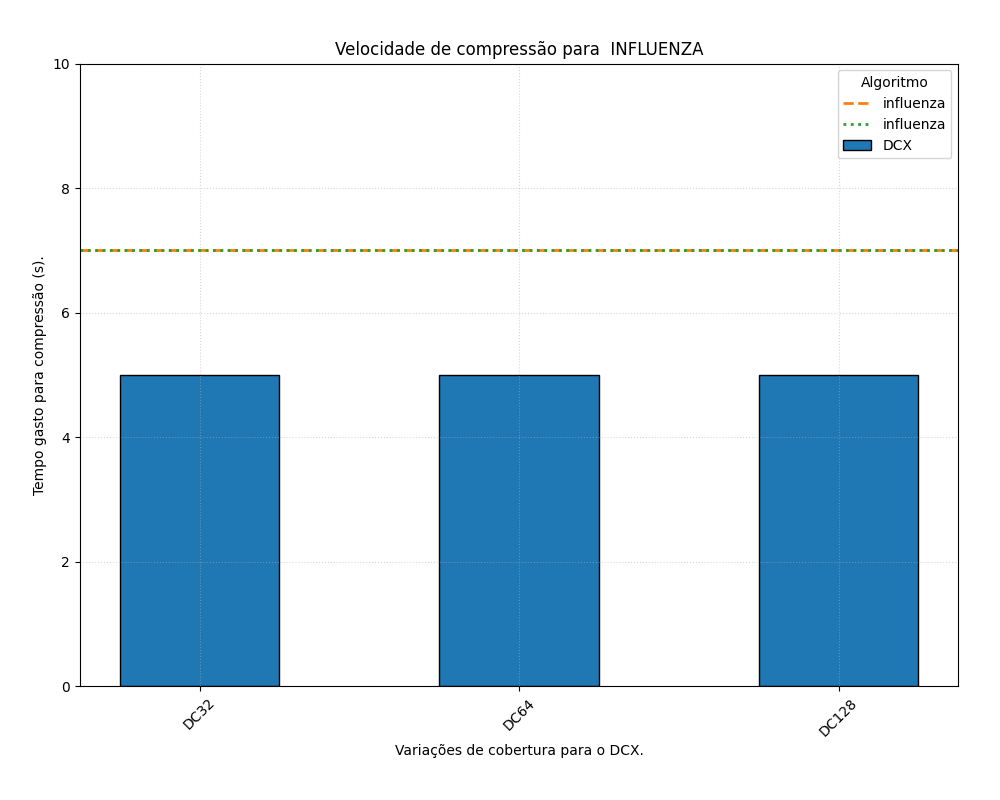 Velocidade de compressão para  INFLUENZA
Algoritmo
influenza
influenza
DCX
Tempo gasto para compressão (s).
10
8
6
4
2
0
DC32
DC64
DC128
Variações de cobertura para o DCX.